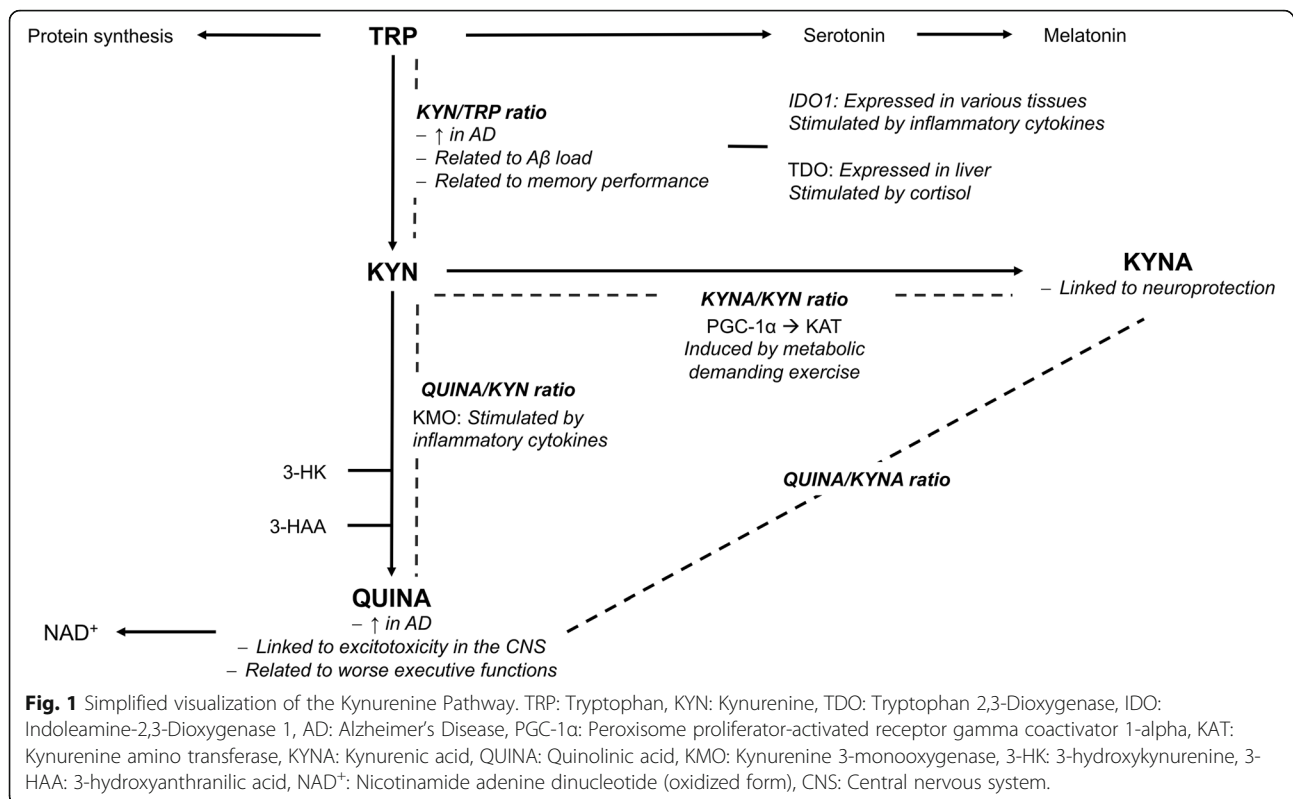 Protein synthesis
TRP
Serotonin
Melatonin
KYN/TRP ratio
– ↑ in AD
– Related to Aβ load
– Related to memory performance
IDO1: Expressed in various tissues
Stimulated by inflammatory cytokines
TDO: Expressed in liver
Stimulated by cortisol
KYN
KYNA
– Linked to neuroprotection
KYNA/KYN ratio
PGC-1α → KAT
Induced by metabolic
demanding exercise
QUINA/KYN ratio
KMO: Stimulated by
inflammatory cytokines
3-HK
3-HAA
QUINA/KYNA ratio
QUINA
– ↑ in AD
– Linked to excitotoxicity in the CNS
– Related to worse executive functions
NAD⁺
Fig. 1 Simplified visualization of the Kynurenine Pathway. TRP: Tryptophan, KYN: Kynurenine, TDO: Tryptophan 2,3-Dioxygenase, IDO:
Indoleamine-2,3-Dioxygenase 1, AD: Alzheimer's Disease, PGC-1α: Peroxisome proliferator-activated receptor gamma coactivator 1-alpha, KAT:
Kynurenine amino transferase, KYNA: Kynurenic acid, QUINA: Quinolinic acid, KMO: Kynurenine 3-monooxygenase, 3-HK: 3-hydroxykynurenine, 3-
HAA: 3-hydroxyanthranilic acid, NAD⁺: Nicotinamide adenine dinucleotide (oxidized form), CNS: Central nervous system.